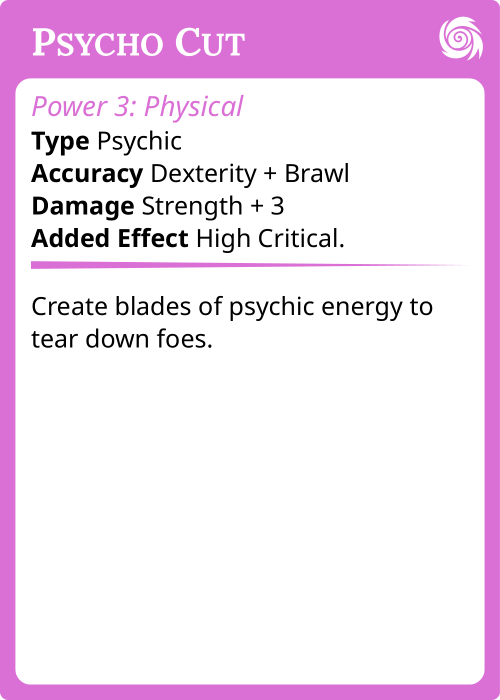 Psycho Cut
Power 3: Physical
Type Psychic
Accuracy Dexterity + Brawl
Damage Strength + 3
Added Effect High Critical.
Create blades of psychic energy to
tear down foes.